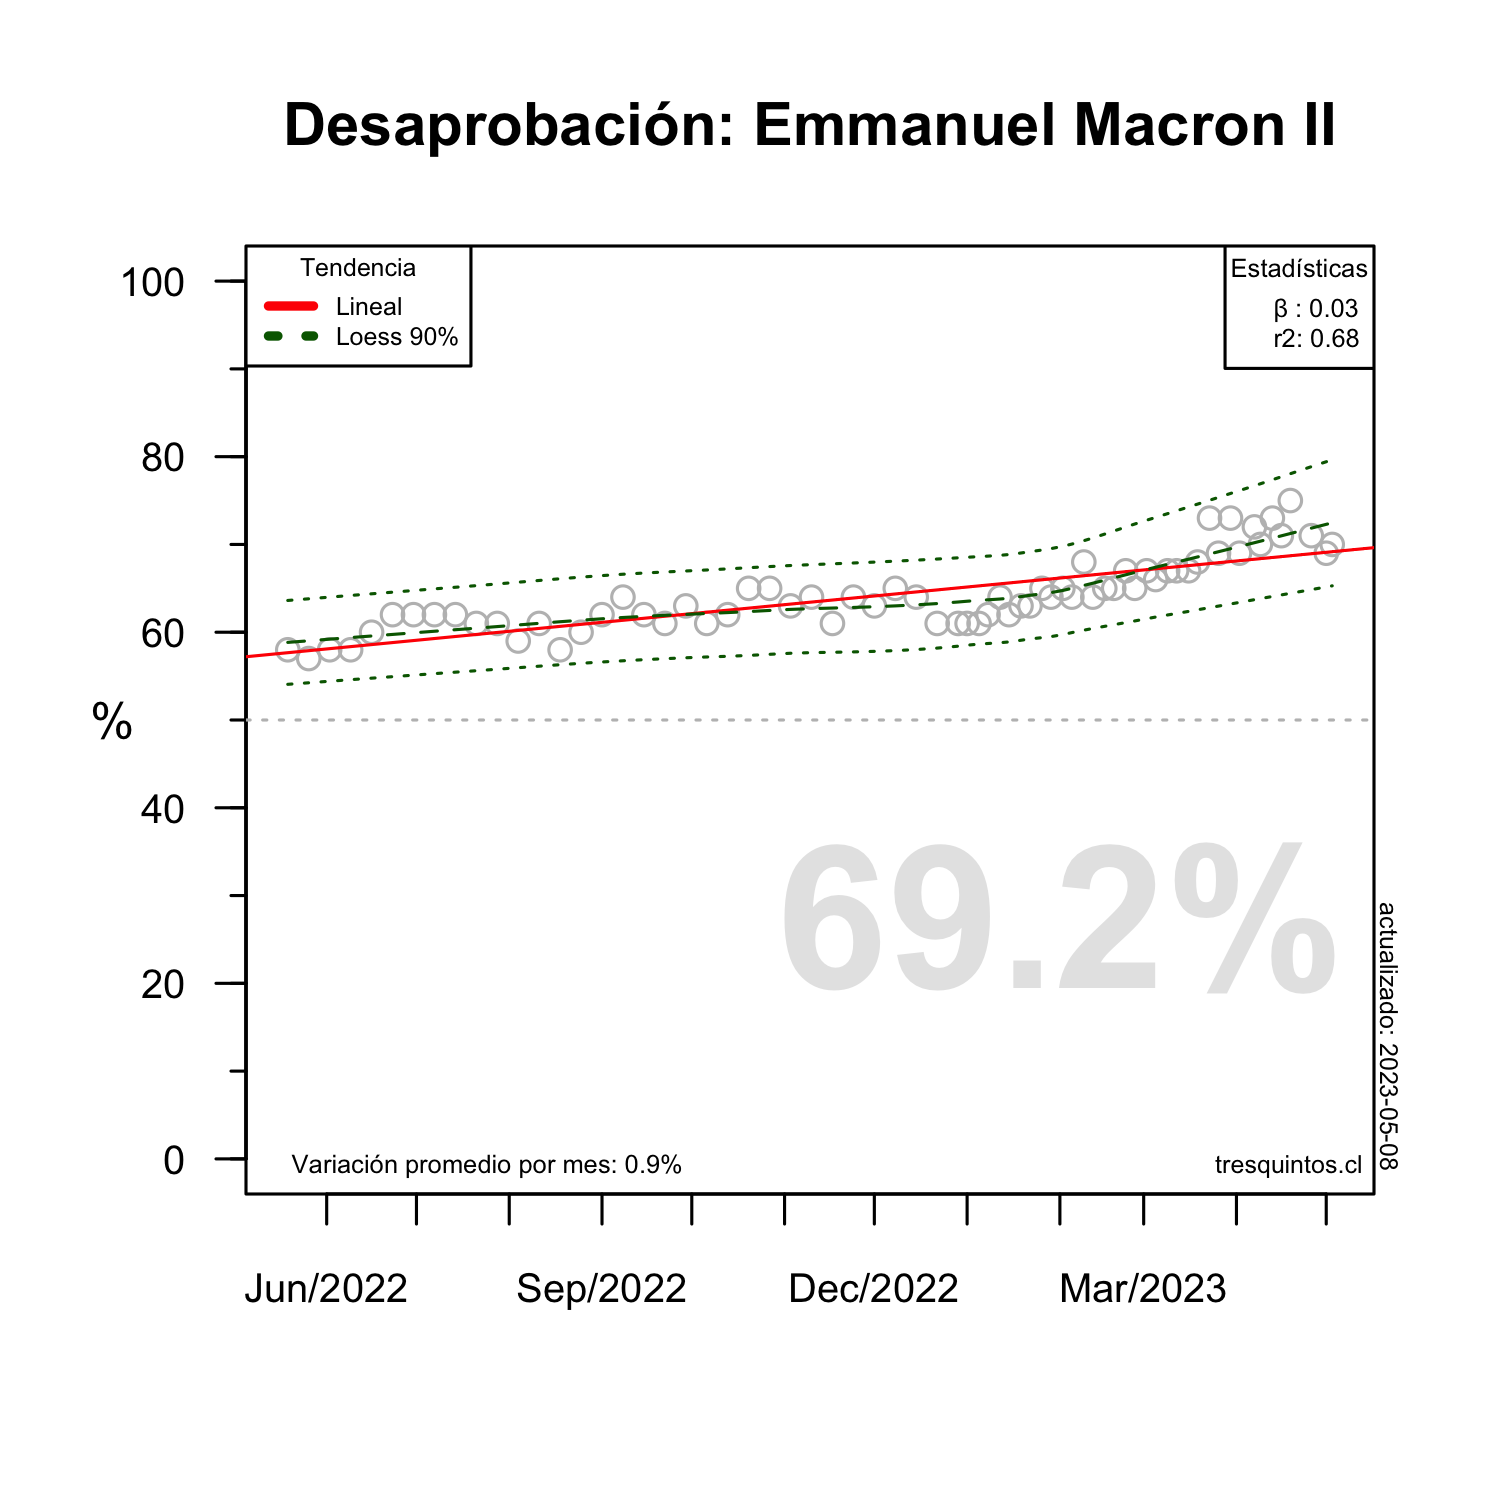 Desaprobación: Emmanuel Macron II
Tendencia
Lineal
Loess 90%
Estadísticas
β : 0.03
r2: 0.68
100
80
60
%
40
20
0
69.2%
actualizado: 2023-05-08
Variación promedio por mes: 0.9%
tresquintos.cl
Jun/2022
Sep/2022
Dec/2022
Mar/2023